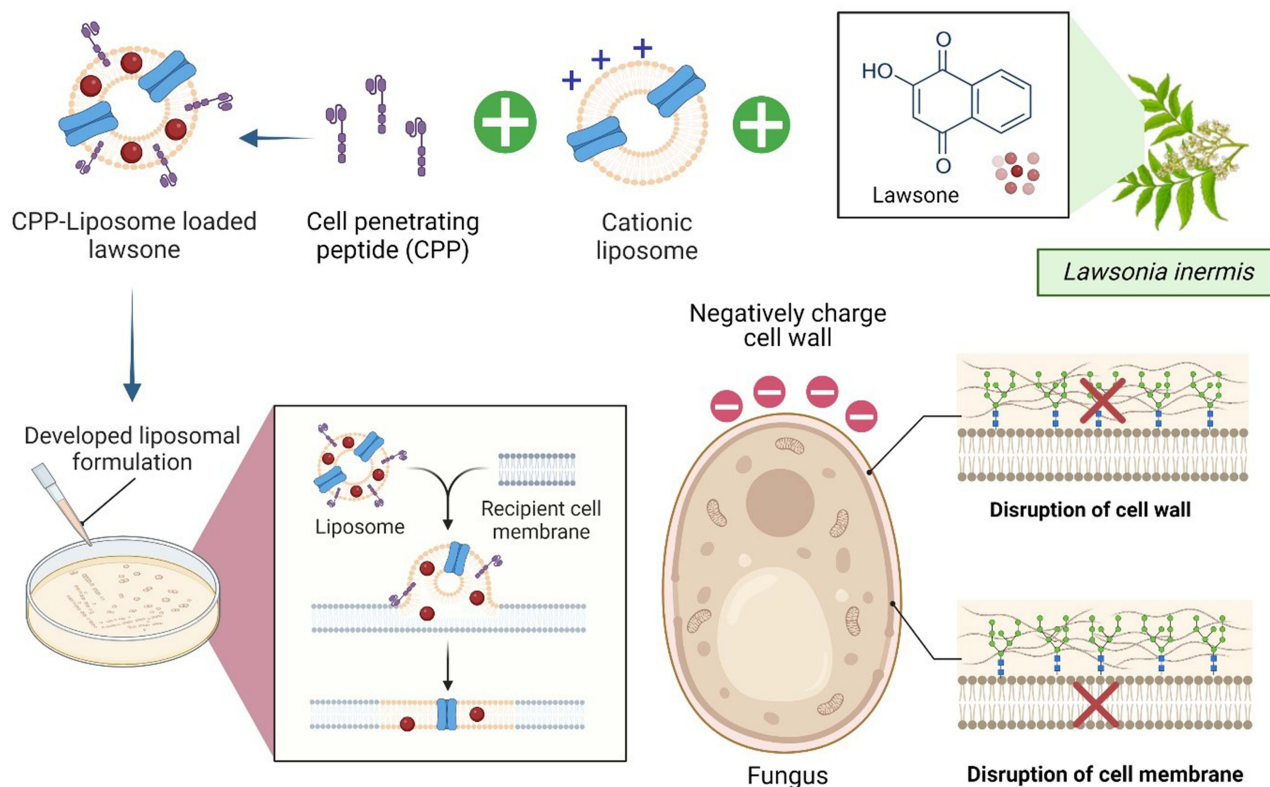 HO
O
O
Lawsone
Lawsonia inermis
CPP-Liposome loaded
lawsone
Cell penetrating
peptide (CPP)
Cationic
liposome
Negatively charge
cell wall
Developed liposomal
formulation
Liposome
Recipient cell
membrane
Disruption of cell wall
Fungus
Disruption of cell membrane